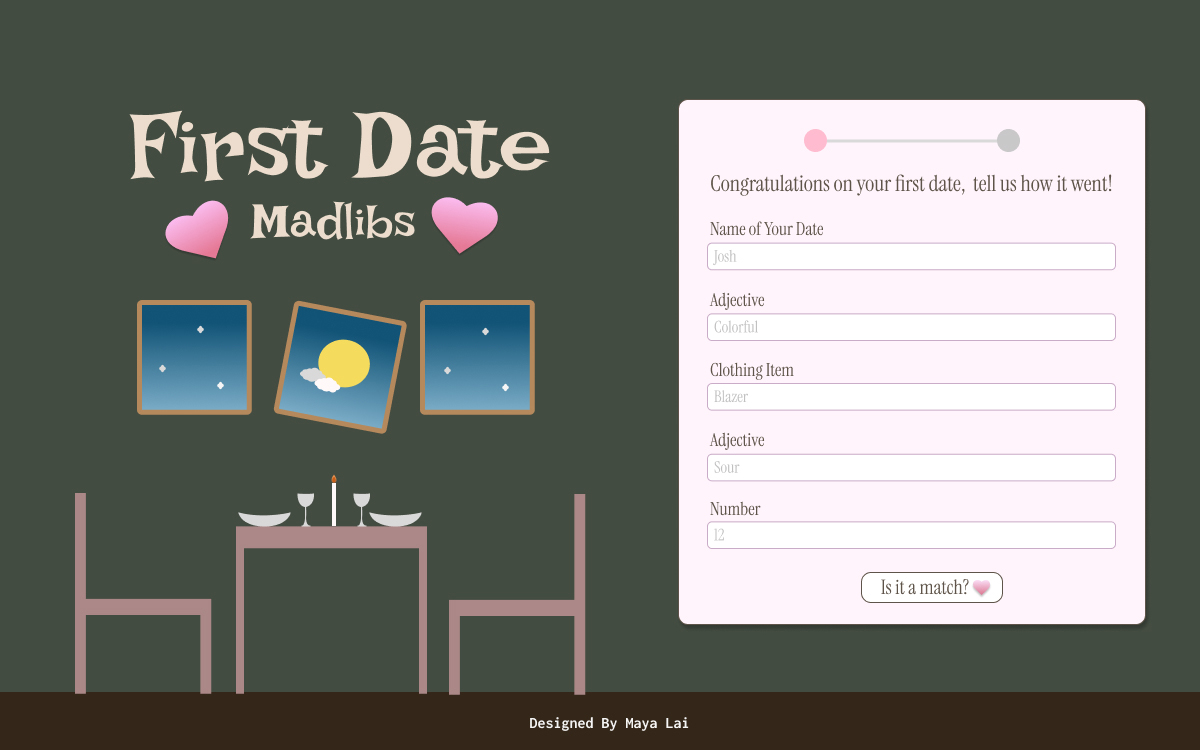 First Date
Madlibs
Congratulations on your first date, tell us how it went!
Name of Your Date
Josh
Adjective
Colorful
Clothing Item
Blazer
Adjective
Sour
Number
12
Is it a match?
Designed By Maya Lai